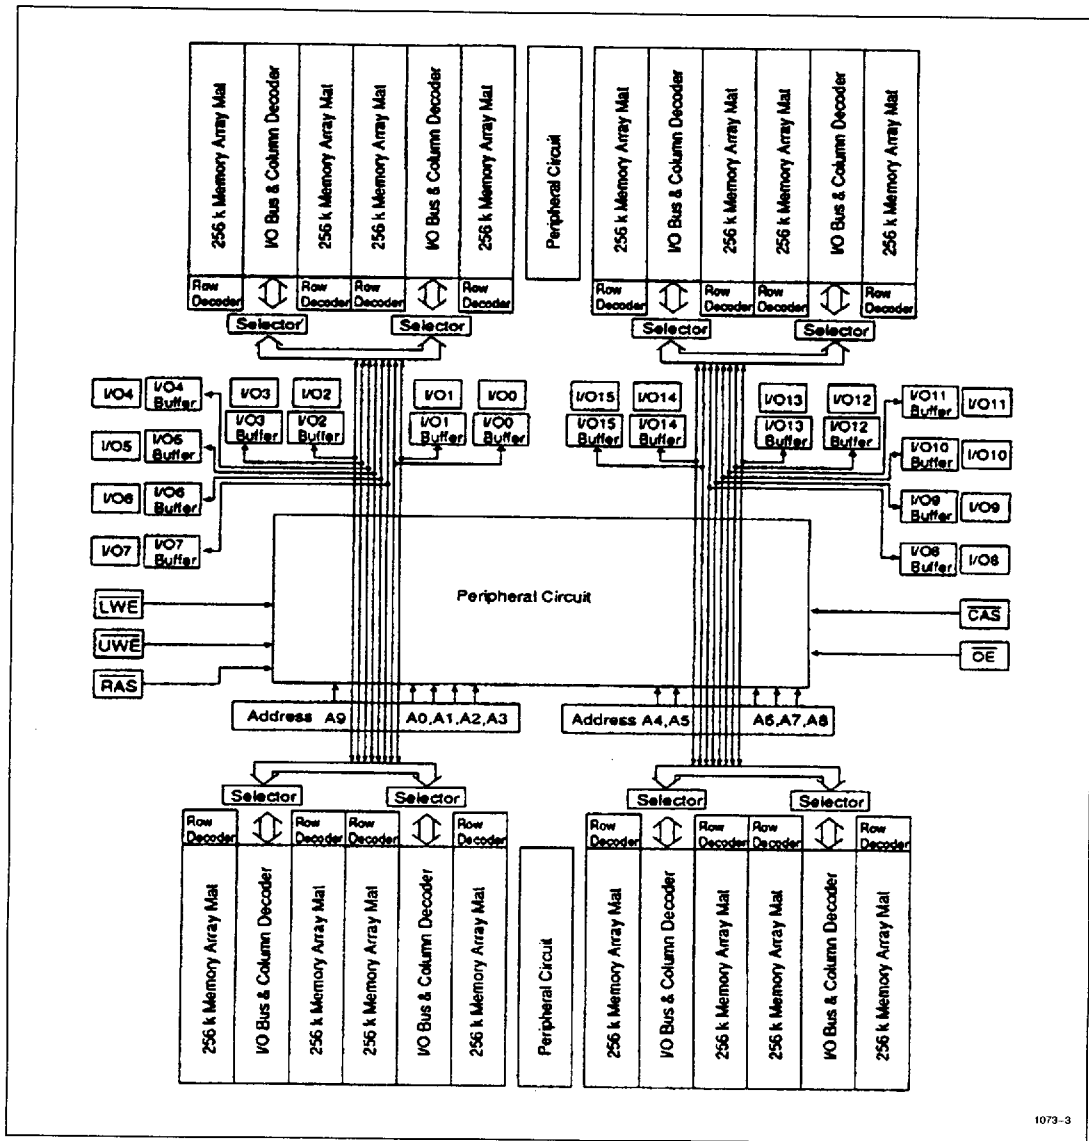 256 k Memory Array Mat
I/O Bus & Column Decoder
256 k Memory Array Mat
256 k Memory Array Mat
I/O Bus & Column Decoder
256 k Memory Array Mat
Peripheral Circuit
256 k Memory Array Mat
I/O Bus & Column Decoder
256 k Memory Array Mat
256 k Memory Array Mat
I/O Bus & Column Decoder
256 k Memory Array Mat
Row
Decoder
Row
Decoder
Row
Decoder
Row
Decoder
Row
Decoder
Row
Decoder
Row
Decoder
Row
Decoder
Selector
Selector
Selector
Selector
I/O4
I/O4
Buffer
I/O3
I/O3
Buffer
I/O2
I/O2
Buffer
I/O1
I/O1
Buffer
I/O0
I/O0
Buffer
I/O15
I/O15
Buffer
I/O14
I/O14
Buffer
I/O13
I/O13
Buffer
I/O12
I/O12
Buffer
I/O11
Buffer
I/O11
I/O5
I/O5
Buffer
I/O10
Buffer
I/O10
I/O6
I/O6
Buffer
I/O9
Buffer
I/O9
I/O7
I/O7
Buffer
I/O8
Buffer
I/O8
Peripheral Circuit
L̅W̅E̅
U̅W̅E̅
R̅A̅S̅
C̅A̅S̅
O̅E̅
Address A9 A0,A1,A2,A3
Address A4,A5 A6,A7,A8
Selector
Selector
Selector
Selector
Row
Decoder
Row
Decoder
Row
Decoder
Row
Decoder
Row
Decoder
Row
Decoder
Row
Decoder
Row
Decoder
256 k Memory Array Mat
I/O Bus & Column Decoder
256 k Memory Array Mat
256 k Memory Array Mat
I/O Bus & Column Decoder
256 k Memory Array Mat
Peripheral Circuit
256 k Memory Array Mat
I/O Bus & Column Decoder
256 k Memory Array Mat
256 k Memory Array Mat
I/O Bus & Column Decoder
256 k Memory Array Mat
1073-3